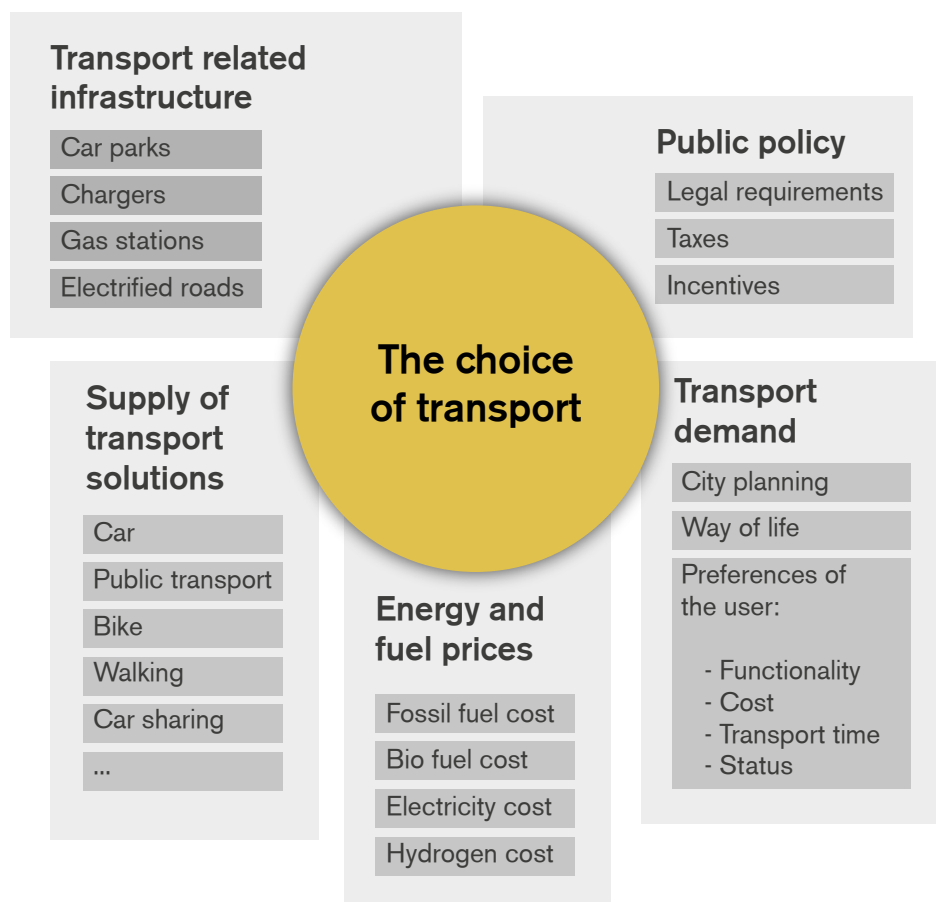 Transport related
infrastructure
Car parks
Chargers
Gas stations
Electrified roads
Public policy
Legal requirements
Taxes
Incentives
The choice
of transport
Supply of
transport
solutions
Car
Public transport
Bike
Walking
Car sharing
...
Energy and
fuel prices
Fossil fuel cost
Bio fuel cost
Electricity cost
Hydrogen cost
Transport
demand
City planning
Way of life
Preferences of
the user:
- Functionality
- Cost
- Transport time
- Status